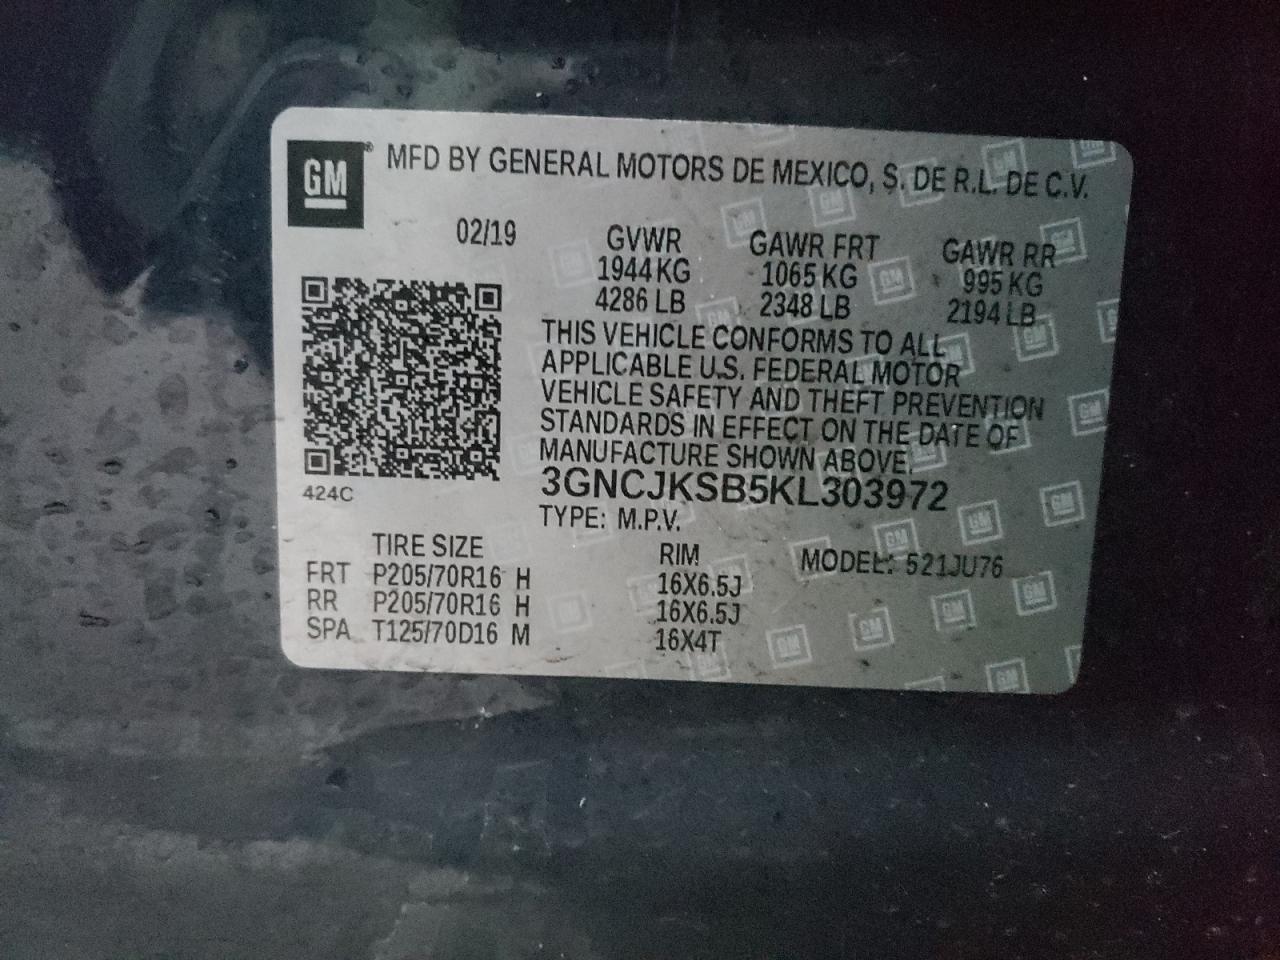 GM® MFD BY GENERAL MOTORS DE MEXICO, S. DE R.L. DE C.V.
02/19 GVWR GAWR FRT GAWR RR
1944 KG 1065 KG 995 KG
4286 LB 2348 LB 2194 LB
THIS VEHICLE CONFORMS TO ALL
APPLICABLE U.S. FEDERAL MOTOR
VEHICLE SAFETY AND THEFT PREVENTION
STANDARDS IN EFFECT ON THE DATE OF
MANUFACTURE SHOWN ABOVE.
424C 3GNCJKSB5KL303972
TYPE: M.P.V.
TIRE SIZE RIM MODEL: 521JU76
FRT P205/70R16 H 16X6.5J
RR P205/70R16 H 16X6.5J
SPA T125/70D16 M 16X4T